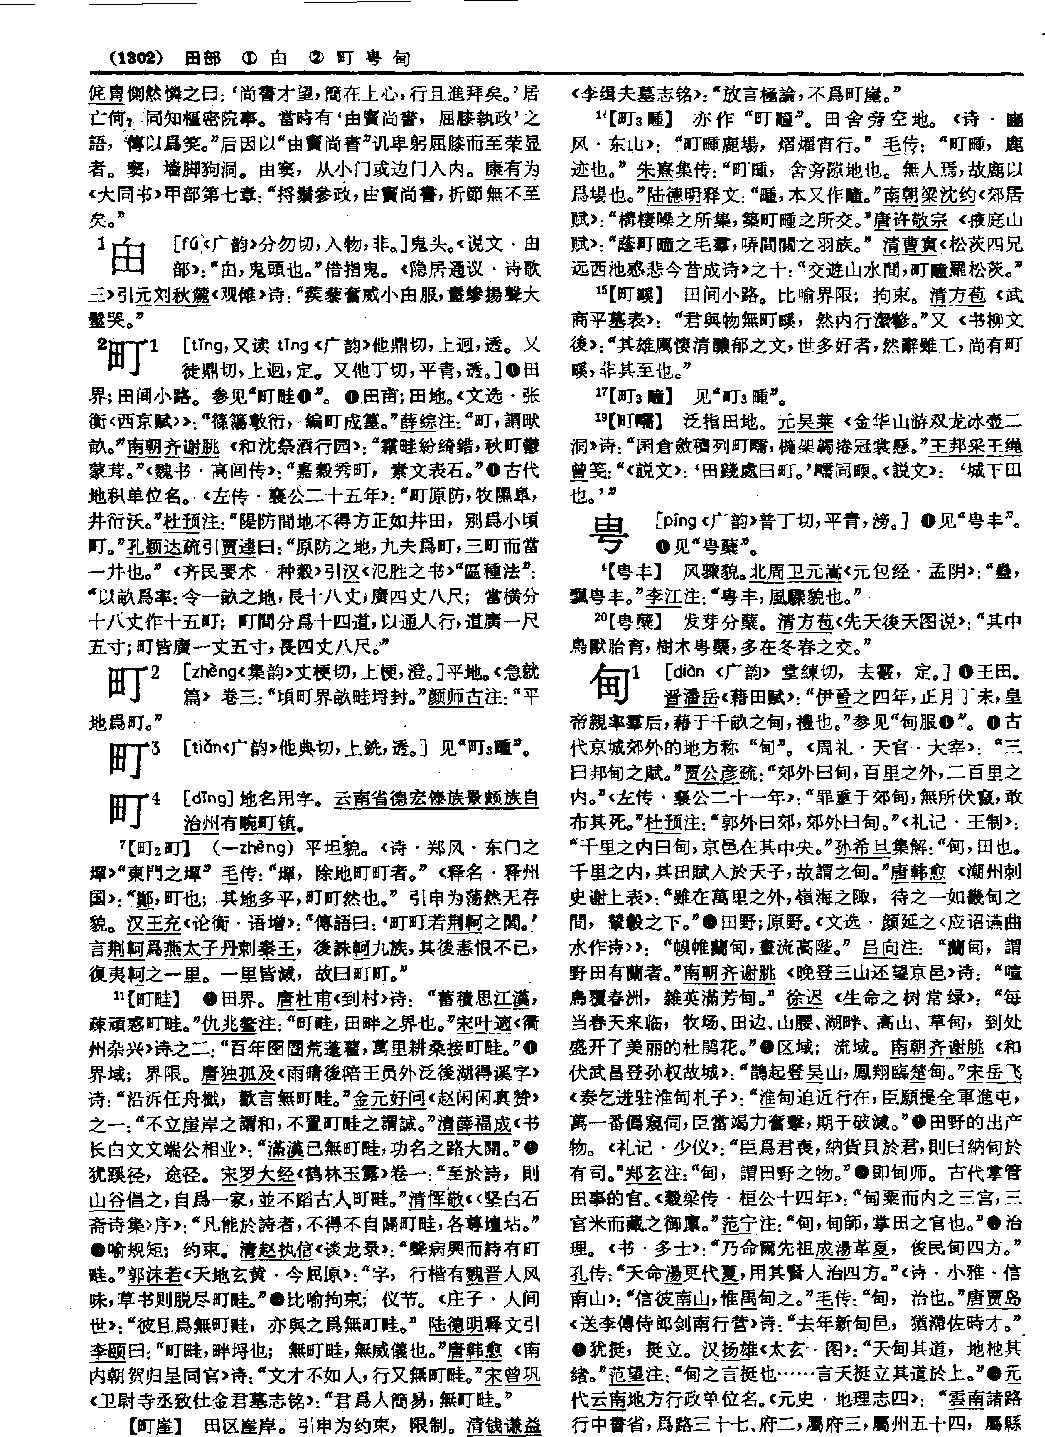 (1302) 田部 ① 甶 ② 町 甹 甸
侂胄惻然憐之曰：‘尚書才望，簡在上心，行且進拜矣。’居
亡何，同知樞密院事。當時有‘由竇尚書，屈膝執政’之
語，傳以爲笑。”后因以“由竇尚書”讥卑躬屈膝而至荣显
者。窦，墙脚狗洞。由窦，从小门或边门入内。康有为
《大同书》甲部第七章：“捋鬚參政，由竇尚書，折節無不至
矣。”
1甶 [fú《广韵》分勿切，入物，非。]鬼头。《说文·甶
部》：“甶，鬼頭也。”借指鬼。《隐居通议·诗歌
三》引元刘秋麓《观傩》诗：“蒺藜奮威小甶服，
鏧哭。”
2町1 [tǐng，又读 tīng《广韵》他鼎切，上迥，透。又
徒鼎切，上迥，定。又他丁切，平青，透。]❶田
界；田间小路。参见“町畦❶”。❷田亩；田地。《文选·张
衡〈西京赋〉》：“篠簜敷衍，編町成篁。”薛综注：“町，謂畎
畝。”南朝齐谢朓《和沈祭酒行园》：“霜畦紛綺錯，秋町鬱
蒙茸。”《魏书·高闾传》：“嘉穀秀町，素文表石。”❸古代
地积单位名。《左传·襄公二十五年》：“町原防，牧隰皋，
井衍沃。”杜预注：“隄防間地不得方正如井田，别爲小頃
町。”孔颖达疏引贾逵曰：“原防之地，九夫爲町，三町而當
一井也。”《齐民要术·种穀》引汉《氾胜之书》“區種法”：
“以畝爲率：令一畝之地，長十八丈，廣四丈八尺；當横分
十八丈作十五町；町間分爲十四道，以通人行，道廣一尺
五寸；町皆廣一丈五寸，長四丈八尺。”
町2 [zhèng《集韵》丈梗切，上梗，澄。]平地。《急就
篇》卷三：“頃町界畝畦埒封。”颜师古注：“平
地爲町。”
町3 [tiǎn《广韵》他典切，上銑，透。] 见“町3疃”。
町4 [dīng]地名用字。云南省德宏傣族景颇族自
治州有畹町镇。
7【町2町】 (—zhèng) 平坦貌。《诗·郑风·东门之
墠》“東門之墠” 毛传：“墠，除地町町者。”《释名·释州
国》：“鄭，町也；其地多平，町町然也。” 引申为荡然无存
貌。汉王充《论衡·语增》：“傳語曰：‘町町若荆軻之閭。’
言荆軻爲燕太子丹刺秦王，後誅軻九族，其後恚恨不已，
復夷軻之一里。一里皆滅，故曰町町。”
11【町畦】 ❶田界。唐杜甫《到村》诗：“蓄積思江漢，
疎頑惑町畦。”仇兆鳌注：“町畦，田畔之界也。”宋叶適《衢
州杂兴》诗之二：“百年囹圄荒蓬藋，萬里耕桑接町畦。”❷
界域；界限。唐独孤及《雨晴後陪王员外泛後湖得溪字》
诗：“沿泝任舟檝，歡言無町畦。”金元好问《赵闲闲真赞》
之一：“不立崖岸之謂和，不置町畦之謂誠。”清薛福成《书
长白文文端公相业》：“滿漢已無町畦，功名之路大開。”❸
犹蹊径，途径。宋罗大经《鹤林玉露》卷一：“至於詩，則
山谷倡之，自爲一家，並不蹈古人町畦。”清恽敬《〈坚白石
斋诗集〉序》：“凡能於詩者，不得不自闢町畦，各尊壇坫。”
❹喻规矩；约束。清赵执信《谈龙录》：“聲病興而詩有町
畦。”郭沫若《天地玄黄·今屈原》：“字，行楷有魏晋人风
味，草书则脱尽町畦。”❺比喻拘束；仪节。《庄子·人间
世》：“彼且爲無町畦，亦與之爲無町畦。” 陆德明释文引
李頤曰：“町畦，畔埒也；無町畦，無威儀也。”唐韩愈《南
内朝贺归呈同官》诗：“文才不如人，行又無町畦。”宋曾巩
《卫尉寺丞致仕金君墓志铭》：“君爲人簡易，無町畦。”
【町崖】 田区崖岸。引申为约束，限制。清钱谦益
《李缉夫墓志铭》：“放言極論，不爲町崖。”
14【町3畽】 亦作“町疃”。田舍旁空地。《诗·豳
风·东山》：“町畽鹿場，熠燿宵行。”毛传：“町畽，鹿
迹也。”朱熹集传：“町畽，舍旁隙地也。無人焉，故鹿以
爲場也。”陆德明释文：“畽，本又作疃。”南朝梁沈约《郊居
赋》：“構棲噪之所集，築町疃之所交。”唐许敬宗《掖庭山
赋》：“蔭町疃之毛羣，哢閒關之羽族。” 清曹寅《松茨四兄
远西池感悲今昔成诗》之十：“交遊山水間，町疃羅松茨。”
15【町谿】 田间小路。比喻界限；拘束。清方苞《武
商平墓表》：“君與物無町蹊，然内行潔修。”又《书柳文
後》：“其雄厲悽清醲郁之文，世多好者，然辭雖工，尚有町
蹊，非其至也。”
17【町3疃】 见“町3畽”。
19【町疇】 泛指田地。元吴莱《金华山游双龙冰壶二
洞》诗：“囷倉斂積列町疇，機架羈捲冠裳懸。”王邦采王繩
曾笺：“《説文》：‘田踐處曰町。’疇同頋。《説文》：‘城下田
也。’”
甹 [pīng《广韵》普丁切，平青，滂。] ❶见“甹丰”。
❷见“甹蘖”。
4【甹丰】 风骤貌。北周卫元嵩《元包经·孟阴》：“蠱，
飄甹丰。”李江注：“甹丰，風驟貌也。”
20【甹蘖】 发芽分蘖。清方苞《先天後天图说》：“其中
鳥獸胎育，樹木甹蘖，多在冬春之交。”
甸1 [diàn《广韵》堂練切，去霰，定。]❶王田。
晋潘岳《藉田赋》：“伊晉之四年，正月丁未，皇
帝親率羣后，藉于千畝之甸，禮也。”参见“甸服❶”。❷古
代京城郊外的地方称“甸”。《周礼·天官·大宰》：“三
曰邦甸之賦。”贾公彦疏：“郊外曰甸，百里之外，二百里之
内。”《左传·襄公二十一年》：“罪重于郊甸，無所伏竄，敢
布其死。”杜预注：“郭外曰郊，郊外曰甸。”《礼记·王制》：
“千里之内曰甸，京邑在其中央。”孙希旦集解：“甸，田也。
千里之内，其田賦入於天子，故謂之甸。”唐韩愈《潮州刺
史谢上表》：“雖在萬里之外，嶺海之陬，待之一如畿甸之
間，輦轂之下。”❸田野；原野。《文选·颜延之〈应诏讌曲
水作诗〉》：“幙帷蘭甸，畫流高陛。” 吕向注：“蘭甸，謂
野田有蘭者。”南朝齐谢朓《晚登三山还望京邑》诗：“喧
鳥覆春洲，雜英滿芳甸。” 徐迟《生命之树常绿》：“每
当春天来临，牧场、田边、山腰、湖畔、高山、草甸，到处
盛开了美丽的杜鹃花。”❹区域；流域。南朝齐谢朓《和
伏武昌登孙权故城》：“鵲起登吴山，鳳翔臨楚甸。”宋岳飞
《奏乞进驻淮甸札子》：“淮甸迫近行在，臣願提全軍進屯，
萬一番僞窺伺，臣當竭力奮擊，期于破滅。”❺田野的出产
物。《礼记·少仪》：“臣爲君喪，納貨貝於君，則曰納甸於
有司。”郑玄注：“甸，謂田野之物。”❻即甸师。古代掌管
田事的官。《穀梁传·桓公十四年》：“甸粟而内之三宫，三
宫米而藏之御廩。”范宁注：“甸，甸師，掌田之官也。”❼治
理。《书·多士》：“乃命爾先祖成湯革夏，俊民甸四方。”
孔传：“天命湯更代夏，用其賢人治四方。”《诗·小雅·信
南山》：“信彼南山，惟禹甸之。”毛传：“甸，治也。”唐贾岛
《送李傅侍郎剑南行营》诗：“去年新甸邑，猶滯佐時才。”
❽犹挺，挺立。汉扬雄《太玄·图》：“天甸其道，地柂其
緒。”范望注：“甸之言挺也……言天挺立其道於上。”❾元
代云南地方行政单位名。《元史·地理志四》：“雲南諸路
行中書省，爲路三十七、府二，屬府三，屬州五十四，屬縣